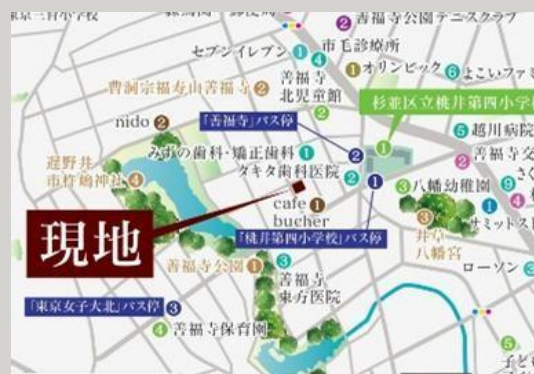 善福寺公園テニスクラブ
セブンイレブン
市毛診療所
オリンピック
よこいファミ
曹洞宗福寿山善福寺
善福寺
北児童館
杉並区立桃井第四小学校
nido
「善福寺」バス停
越川病院
みずの歯科・矯正歯科
善福寺交
遅野井
市杵嶋神社
タキタ歯科医院
さく
八幡幼稚園
cafe
bucher
サミットスト
現地
「桃井第四小学校」バス停
井草
八幡宮
善福寺公園
善福寺
東方医院
ローソン
「東京女子大北」バス停
善福寺保育園
子ども